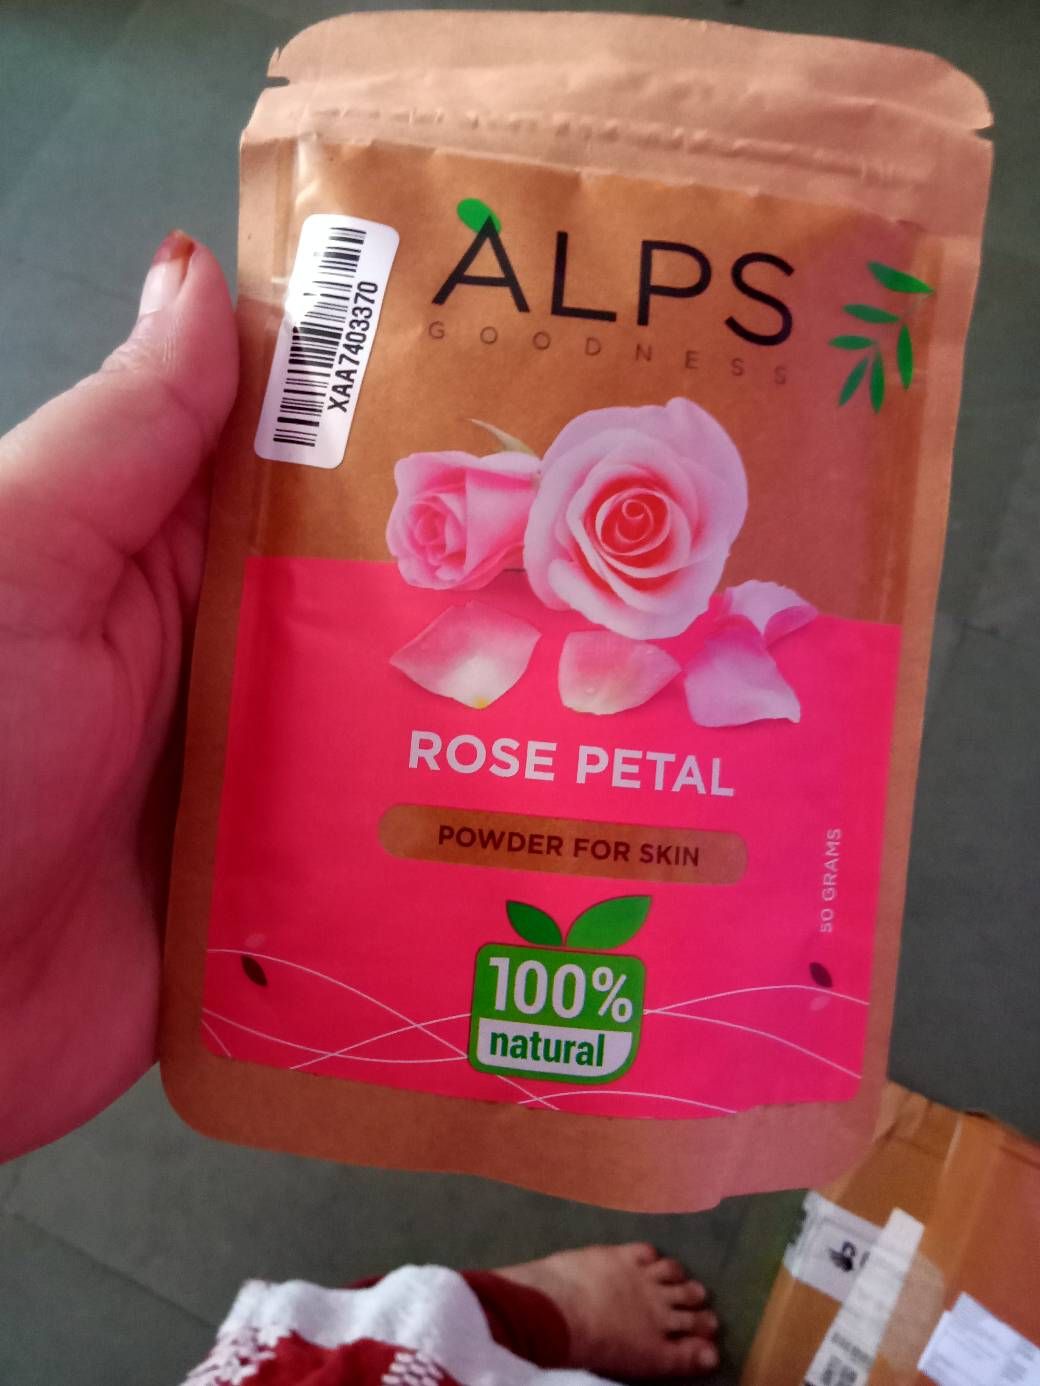 ALPS
GOODNESS
XAA7403370
ROSE PETAL
POWDER FOR SKIN
50 GRAMS
100%
natural